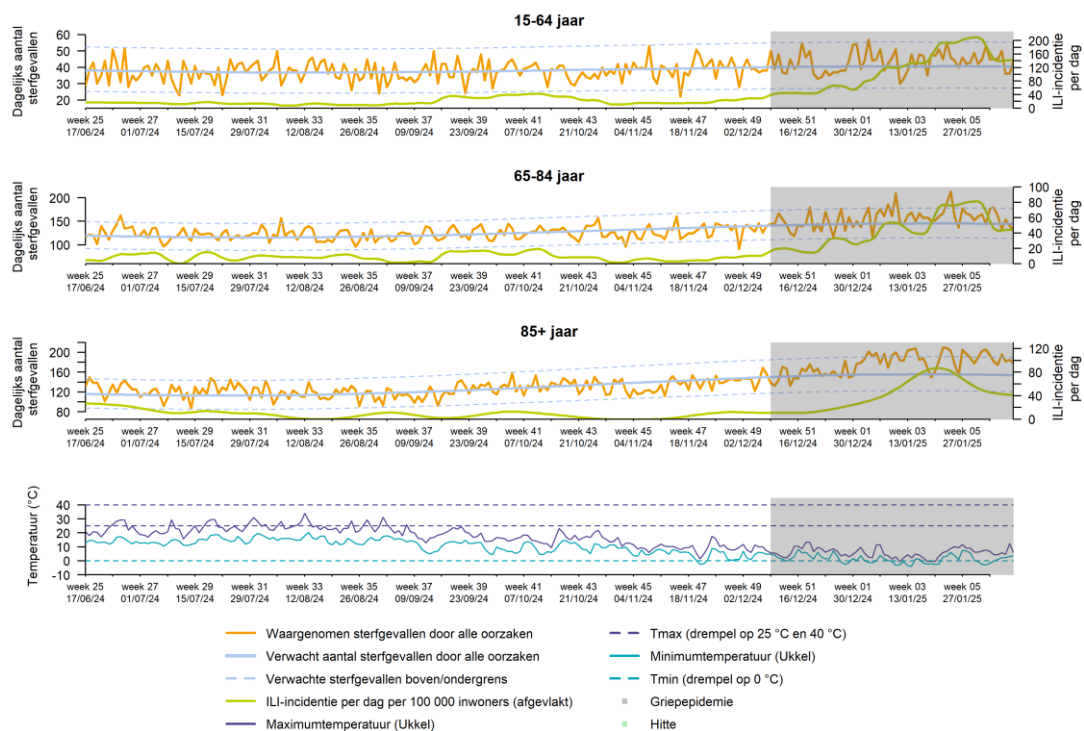 15-64 jaar
Dagelijks aantal
sterfgevallen
60
50
40
30
20
200
160
120
80
40
0
ILI-incidentie
per dag
week 25 week 27 week 29 week 31 week 33 week 35 week 37 week 39 week 41 week 43 week 45 week 47 week 49 week 51 week 01 week 03 week 05
17/06/24 01/07/24 15/07/24 29/07/24 12/08/24 26/08/24 09/09/24 23/09/24 07/10/24 21/10/24 04/11/25 18/11/24 02/12/24 16/12/24 30/12/24 13/01/25 27/01/25
65-84 jaar
Dagelijks aantal
sterfgevallen
200
150
100
100
80
60
40
20
0
ILI-incidentie
per dag
week 25 week 27 week 29 week 31 week 33 week 35 week 37 week 39 week 41 week 43 week 45 week 47 week 49 week 51 week 01 week 03 week 05
17/06/24 01/07/24 15/07/24 29/07/24 12/08/24 26/08/24 09/09/24 23/09/24 07/10/24 21/10/24 04/11/25 18/11/24 02/12/24 16/12/24 30/12/24 13/01/25 27/01/25
85+ jaar
Dagelijks aantal
sterfgevallen
200
160
120
80
120
80
40
0
ILI-incidentie
per dag
week 25 week 27 week 29 week 31 week 33 week 35 week 37 week 39 week 41 week 43 week 45 week 47 week 49 week 51 week 01 week 03 week 05
17/06/24 01/07/24 15/07/24 29/07/24 12/08/24 26/08/24 09/09/24 23/09/24 07/10/24 21/10/24 04/11/25 18/11/24 02/12/24 16/12/24 30/12/24 13/01/25 27/01/25
Temperatuur (°C)
40
30
20
10
0
-10
week 25 week 27 week 29 week 31 week 33 week 35 week 37 week 39 week 41 week 43 week 45 week 47 week 49 week 51 week 01 week 03 week 05
17/06/24 01/07/24 15/07/24 29/07/24 12/08/24 26/08/24 09/09/24 23/09/24 07/10/24 21/10/24 04/11/25 18/11/24 02/12/24 16/12/24 30/12/24 13/01/25 27/01/25
Waargenomen sterfgevallen door alle oorzaken
Verwacht aantal sterfgevallen door alle oorzaken
Verwachte sterfgevallen boven/ondergrens
ILI-incidentie per dag per 100 000 inwoners (afgevlakt)
Maximumtemperatuur (Ukkel)
Tmax (drempel op 25 °C en 40 °C)
Minimumtemperatuur (Ukkel)
Tmin (drempel op 0 °C)
Griepepidemie
Hitte